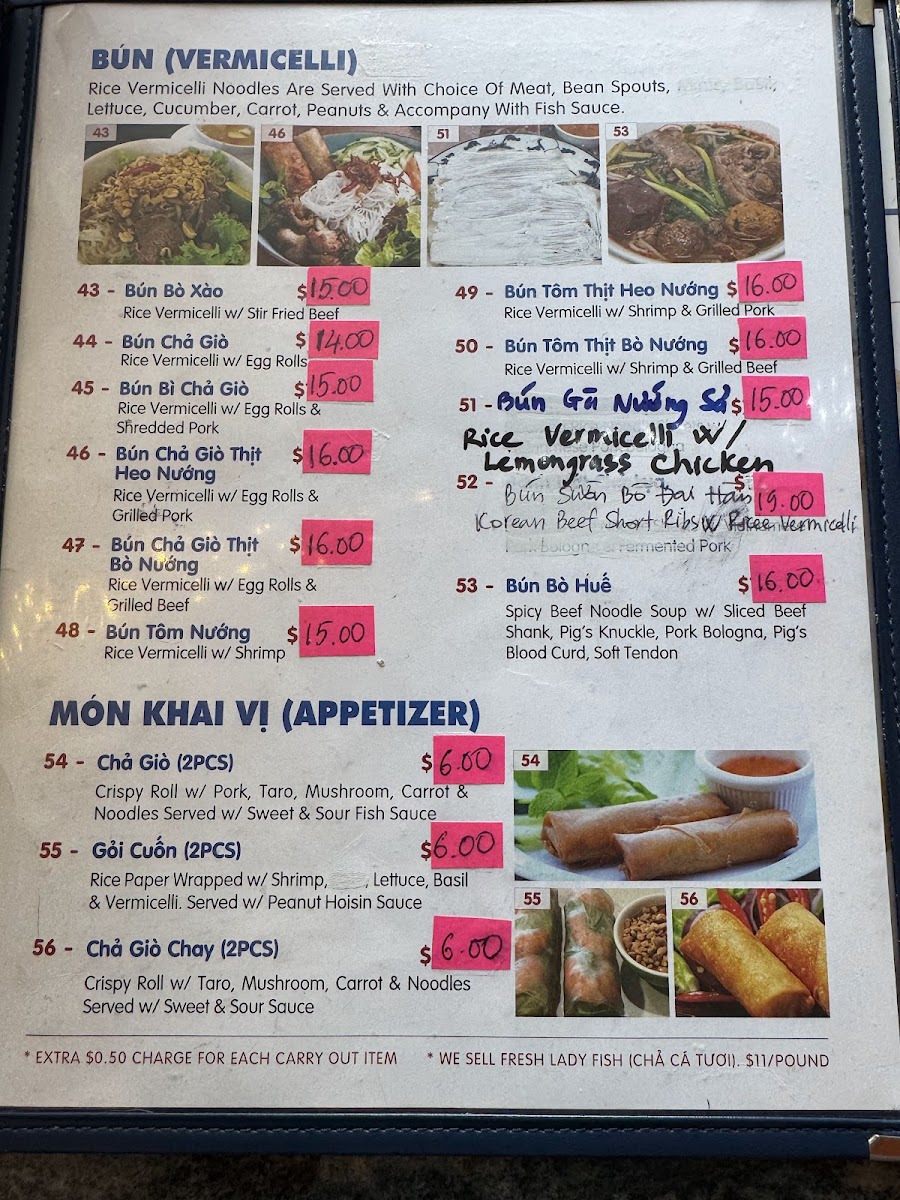 BÚN (VERMICELLI)
Rice Vermicelli Noodles Are Served With Choice Of Meat, Bean Spouts,
Lettuce, Cucumber, Carrot, Peanuts & Accompany With Fish Sauce.
43
46
51
53
43 - Bún Bò Xào $15.00
Rice Vermicelli w/ Stir Fried Beef
44 - Bún Chả Giò $14.00
Rice Vermicelli w/ Egg Rolls
45 - Bún Bì Chả Giò $15.00
Rice Vermicelli w/ Egg Rolls &
Shredded Pork
46 - Bún Chả Giò Thịt $16.00
Heo Nướng
Rice Vermicelli w/ Egg Rolls &
Grilled Pork
47 - Bún Chả Giò Thịt $16.00
Bò Nướng
Rice Vermicelli w/ Egg Rolls &
Grilled Beef
48 - Bún Tôm Nướng $15.00
Rice Vermicelli w/ Shrimp
49 - Bún Tôm Thịt Heo Nướng $16.00
Rice Vermicelli w/ Shrimp & Grilled Pork
50 - Bún Tôm Thịt Bò Nướng $16.00
Rice Vermicelli w/ Shrimp & Grilled Beef
51 - Bún Gà Nướng Sả $15.00
Rice Vermicelli w/
Lemongrass Chicken
52 - Bún Sườn Bò Đại Hàn $19.00
Korean Beef Short Ribs w/ Ricee Vermicelli
Fermented Pork
53 - Bún Bò Huế $16.00
Spicy Beef Noodle Soup w/ Sliced Beef
Shank, Pig's Knuckle, Pork Bologna, Pig's
Blood Curd, Soft Tendon
MÓN KHAI VỊ (APPETIZER)
54 - Chả Giò (2PCS) $6.00
Crispy Roll w/ Pork, Taro, Mushroom, Carrot &
Noodles Served w/ Sweet & Sour Fish Sauce
55 - Gỏi Cuốn (2PCS) $6.00
Rice Paper Wrapped w/ Shrimp, , Lettuce, Basil
& Vermicelli. Served w/ Peanut Hoisin Sauce
56 - Chả Giò Chay (2PCS) $6.00
Crispy Roll w/ Taro, Mushroom, Carrot & Noodles
Served w/ Sweet & Sour Sauce
54
55
56
* EXTRA $0.50 CHARGE FOR EACH CARRY OUT ITEM * WE SELL FRESH LADY FISH (CHẢ CÁ TƯƠI). $11/POUND